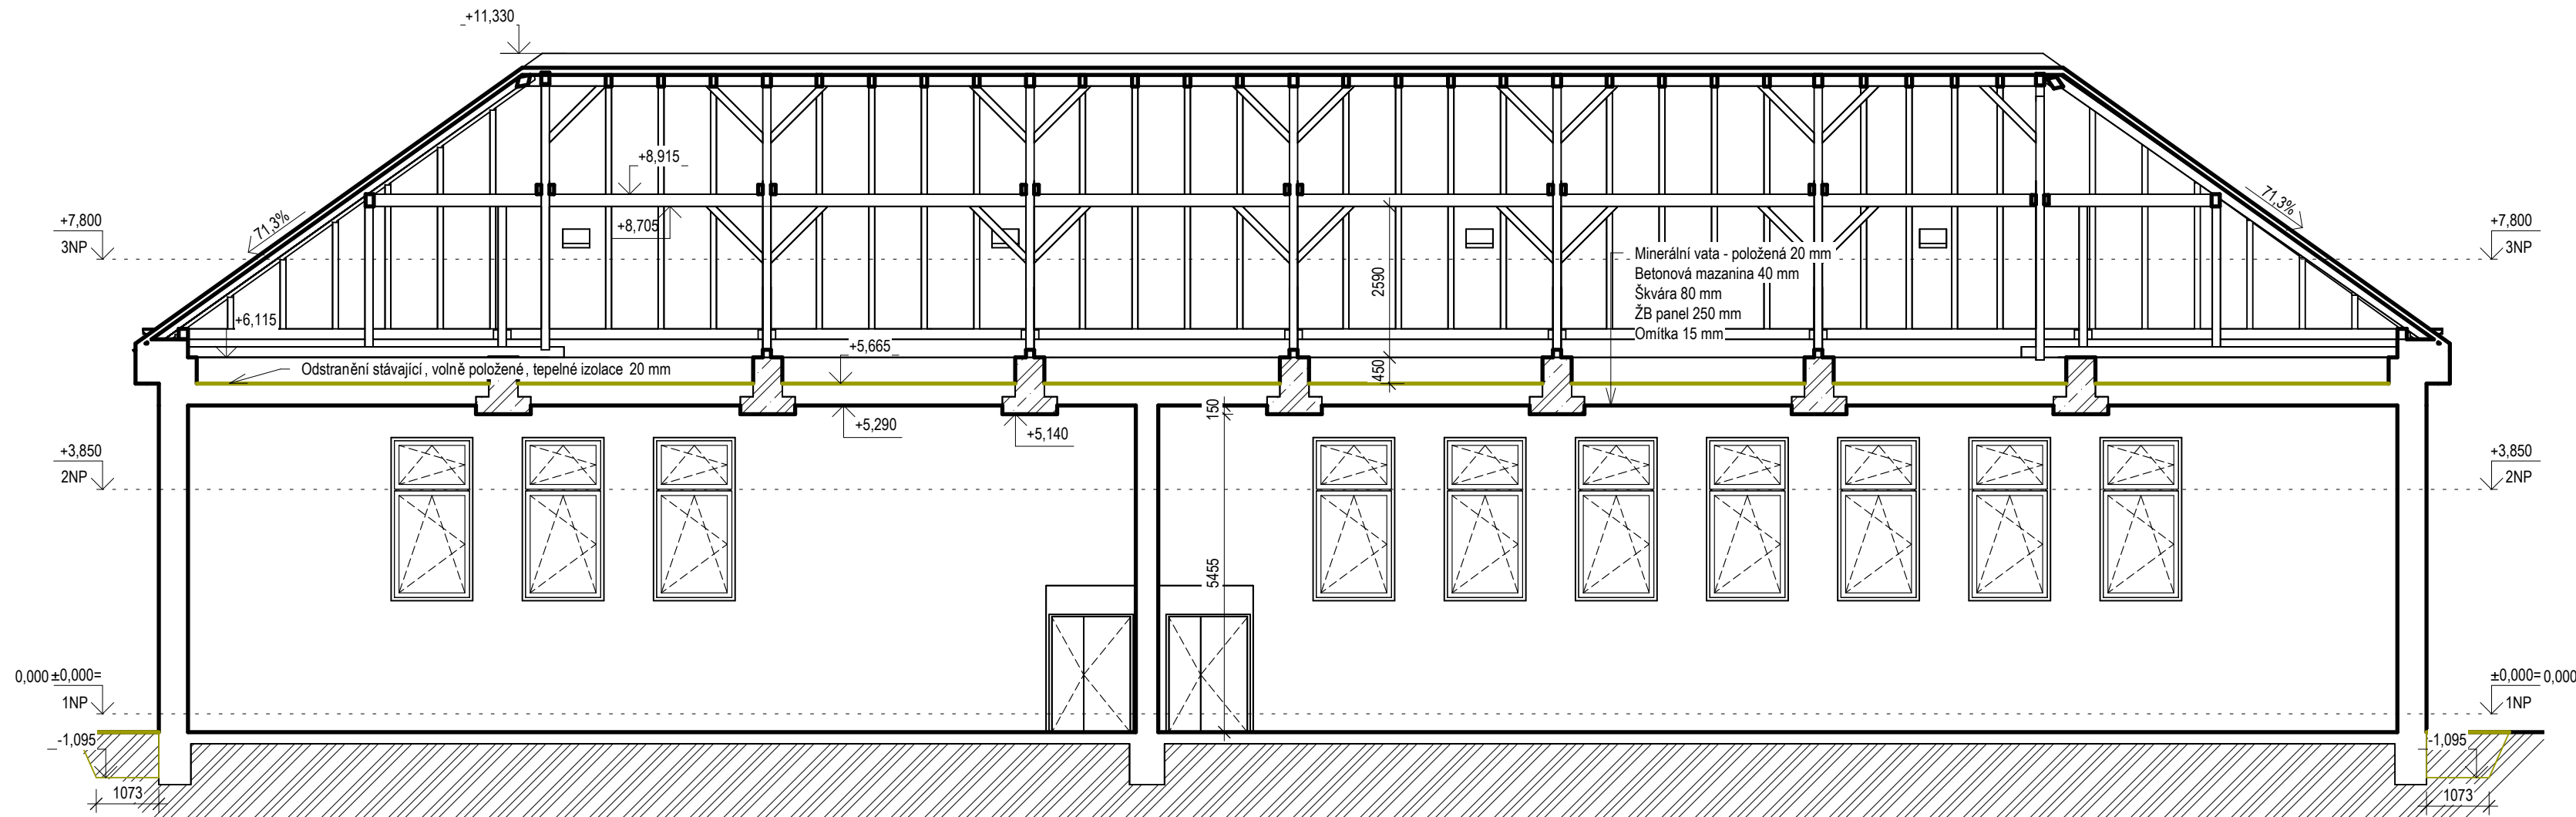 +11,330
+8,915
+8,705
71,3%
71,3%
+7,800
3NP
+7,800
3NP
Minerální vata - položená 20 mm
Betonová mazanina 40 mm
Škvára 80 mm
ŽB panel 250 mm
Omítka 15 mm
2590
+6,115
+5,665
Odstranění stávající, volně položené, tepelné izolace 20 mm
450
150
+5,290
+5,140
+3,850
2NP
+3,850
2NP
5455
0,000 ±0,000=
1NP
±0,000= 0,000
1NP
-1,095
-1,095
1073
1073